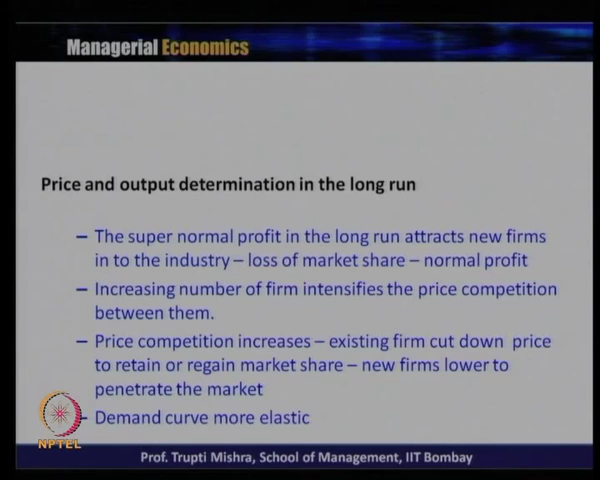 Managerial Economics
Price and output determination in the long run
– The super normal profit in the long run attracts new firms
in to the industry – loss of market share – normal profit
– Increasing number of firm intensifies the price competition
between them.
– Price competition increases – existing firm cut down price
to retain or regain market share – new firms lower to
penetrate the market
– Demand curve more elastic
NPTEL
Prof. Trupti Mishra, School of Management, IIT Bombay